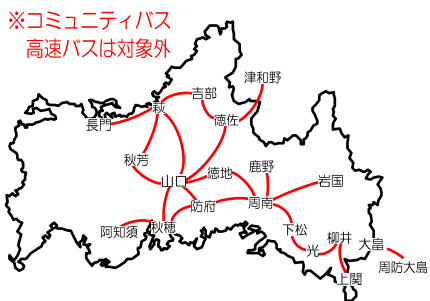 ※コミュニティバス
高速バスは対象外
津和野
吉部
萩
長門
徳佐
秋芳
山口
徳地
鹿野
岩国
防府
周南
阿知須
秋穂
下松
光
柳井
大畠
周防大島
上関